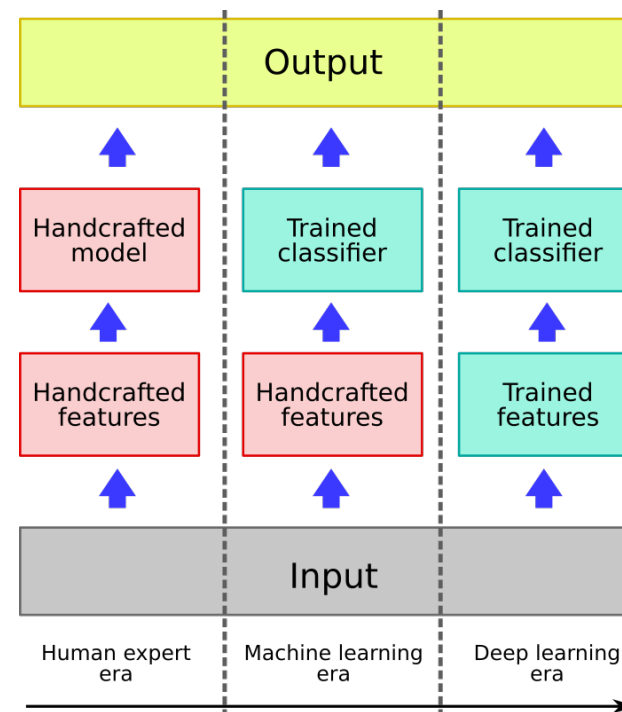 Output
Handcrafted
model
Trained
classifier
Trained
classifier
Handcrafted
features
Handcrafted
features
Trained
features
Input
Human expert
era
Machine learning
era
Deep learning
era